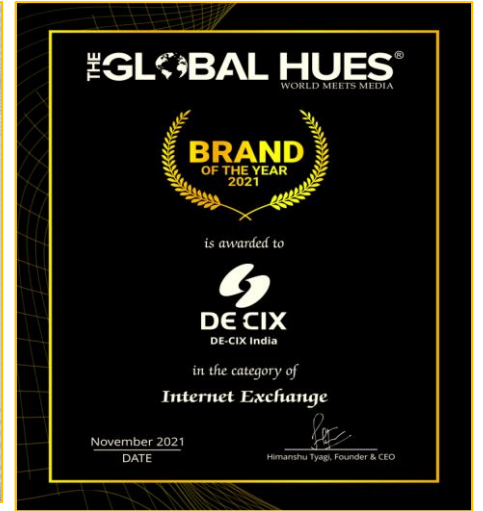 THE GLOBAL HUES®
WORLD MEETS MEDIA
BRAND
OF THE YEAR
2021
is awarded to
DE CIX
DE-CIX India
in the category of
Internet Exchange
November 2021
DATE
Himanshu Tyagi, Founder & CEO